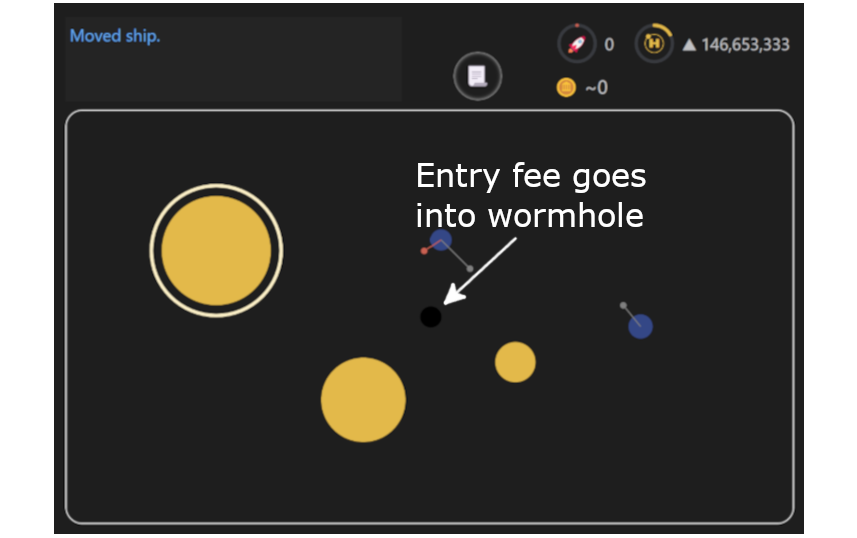 Moved ship.
0
▲ 146,653,333
~0
Entry fee goes
into wormhole